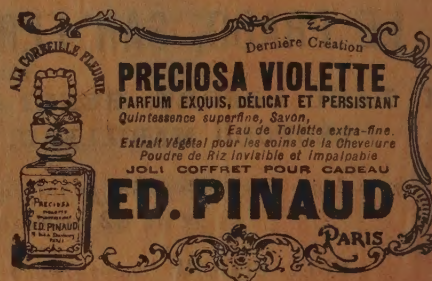 A LA CORBEILLE FLEURIE
Dernière Création
PRECIOSA VIOLETTE
PARFUM EXQUIS, DÉLICAT ET PERSISTANT
Quintessence superfine, Savon,
Eau de Toilette extra-fine.
Extrait Végétal pour les soins de la Chevelure
Poudre de Riz Invisible et Impalpable
JOLI COFFRET POUR CADEAU
ED. PINAUD
PARIS
PRECIOSA
VIOLETTE
ED. PINAUD
PARIS